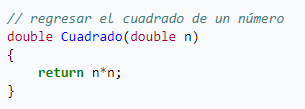 // regresar el cuadrado de un número
double Cuadrado(double n)
{
return n*n;
}